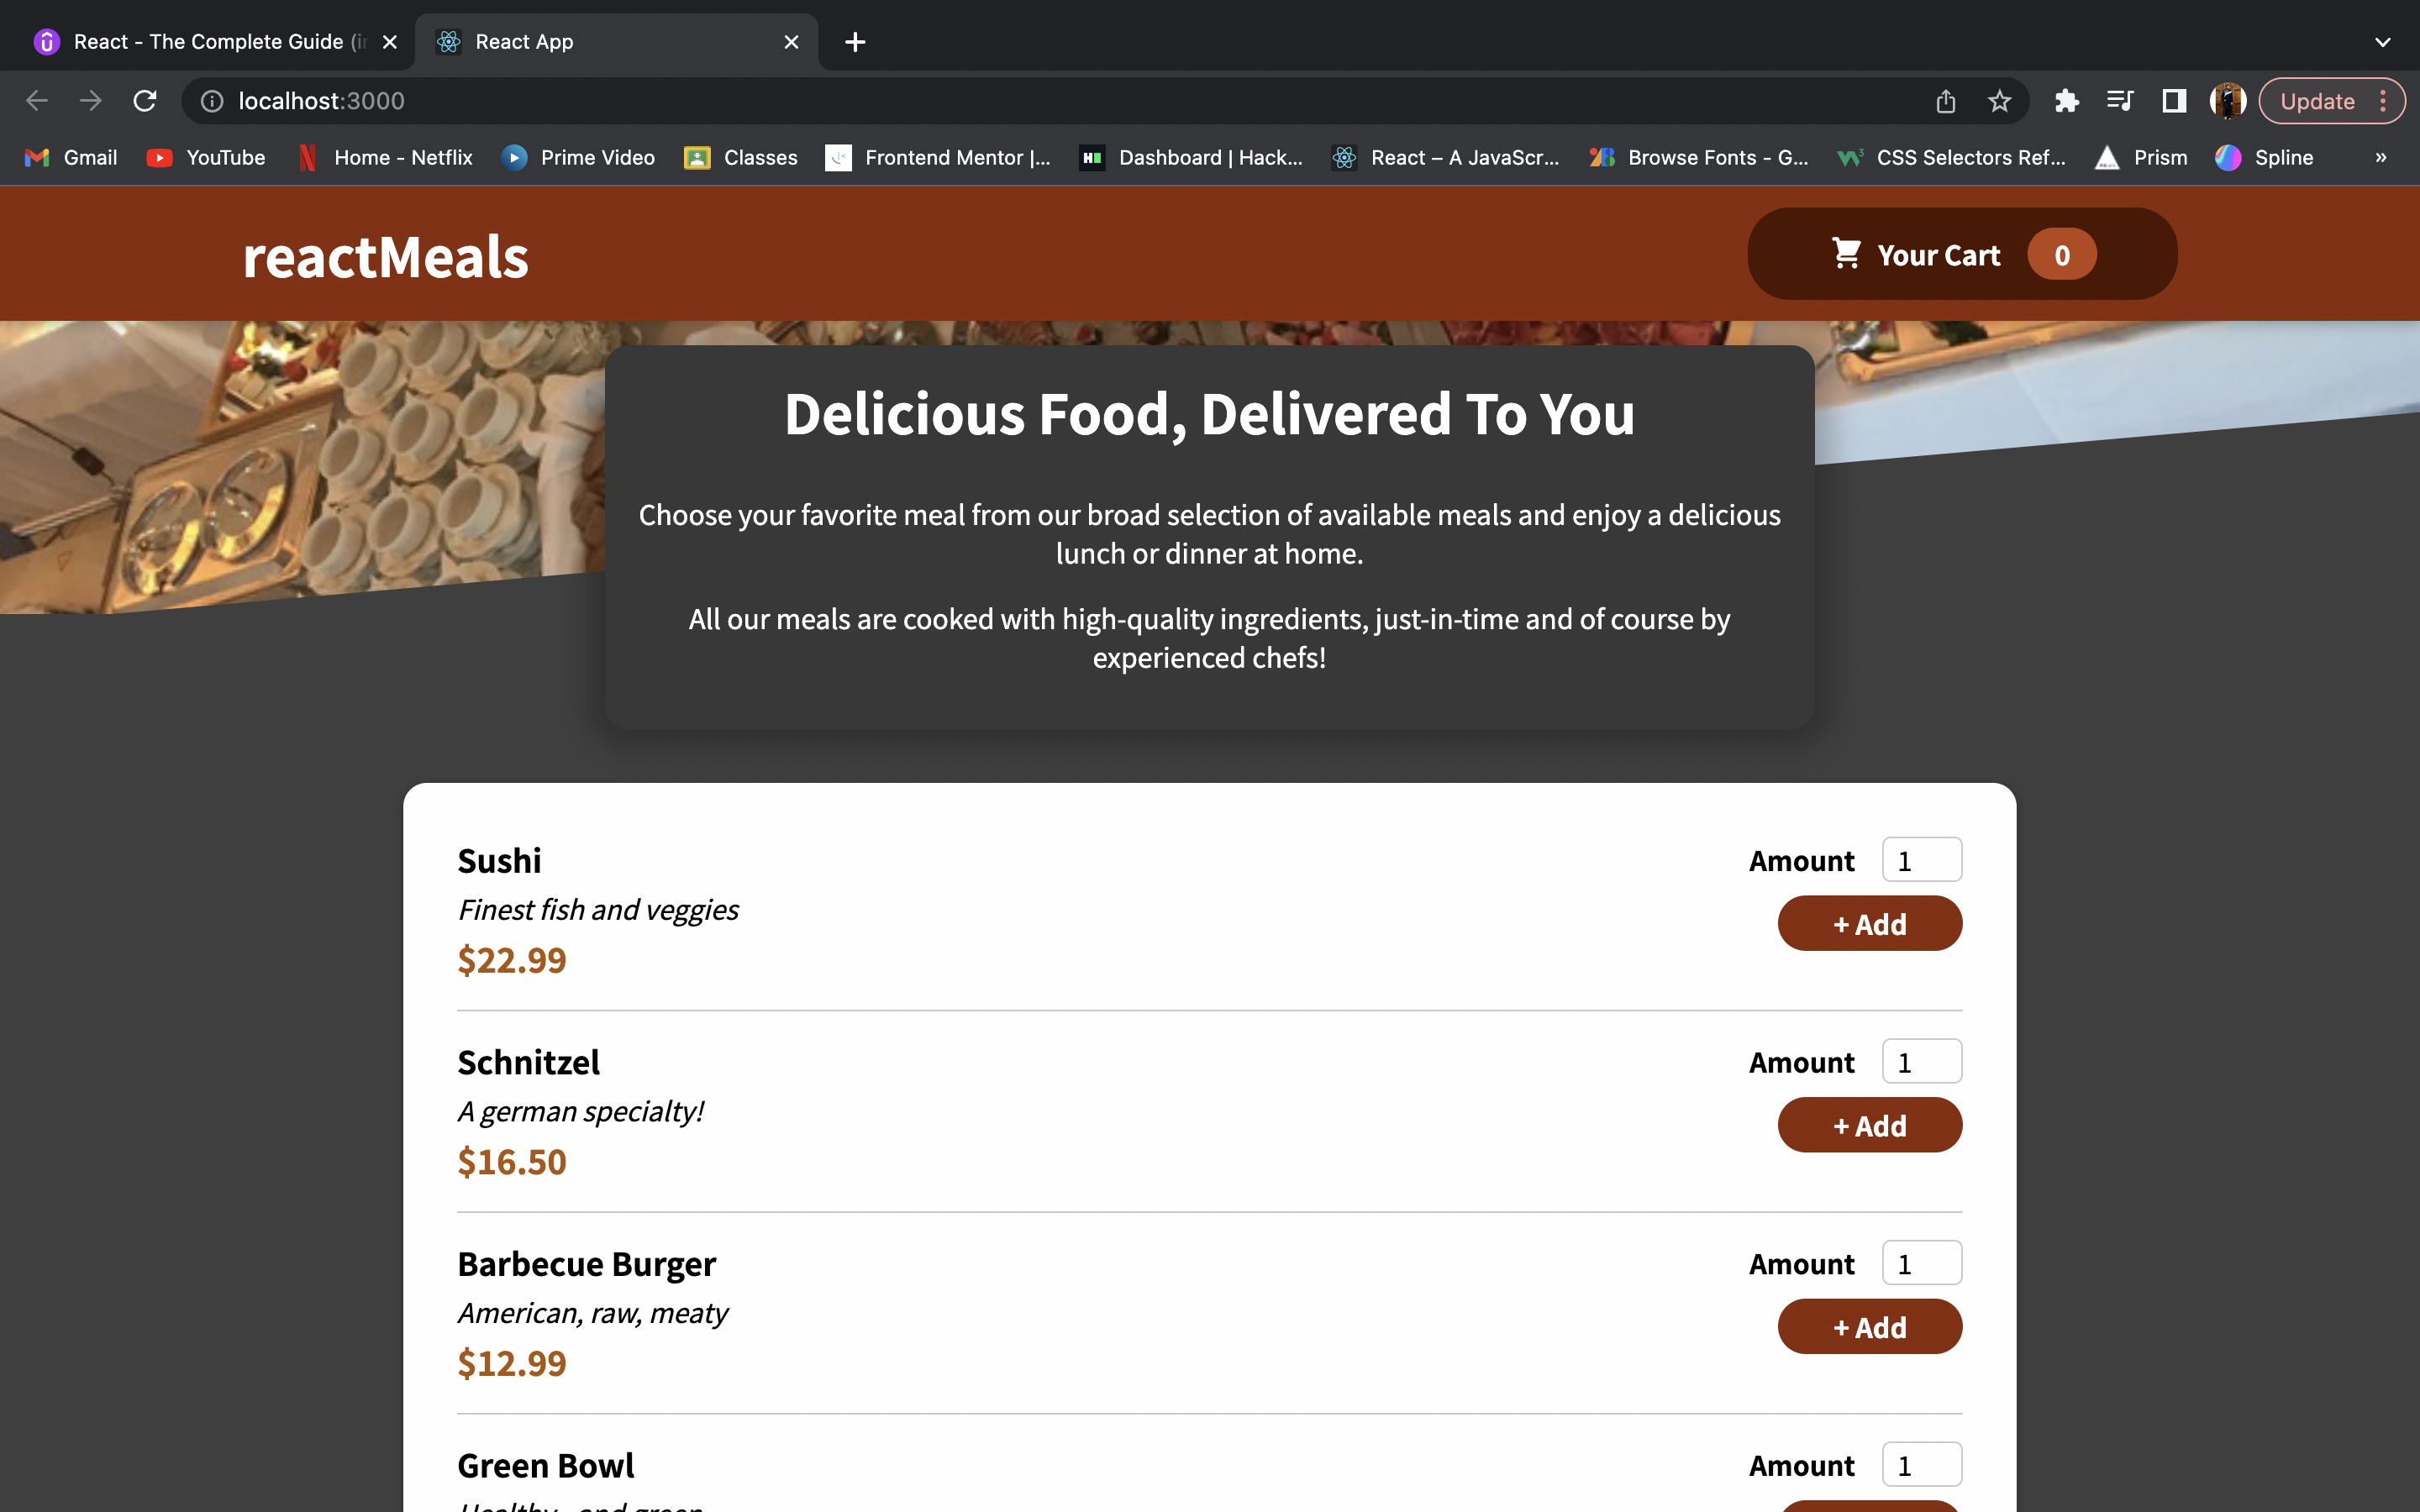 React - The Complete Guide (in
React App
localhost:3000
Update
Gmail
YouTube
Home - Netflix
Prime Video
Classes
Frontend Mentor |...
Dashboard | Hack...
React – A JavaScr...
Browse Fonts - G...
CSS Selectors Ref...
Prism
Spline
»
reactMeals
Your Cart 0
Delicious Food, Delivered To You
Choose your favorite meal from our broad selection of available meals and enjoy a delicious
lunch or dinner at home.
All our meals are cooked with high-quality ingredients, just-in-time and of course by
experienced chefs!
Sushi
Amount 1
Finest fish and veggies
+ Add
$22.99
Schnitzel
Amount 1
A german specialty!
+ Add
$16.50
Barbecue Burger
Amount 1
American, raw, meaty
+ Add
$12.99
Green Bowl
Amount 1
Healthy...and green...